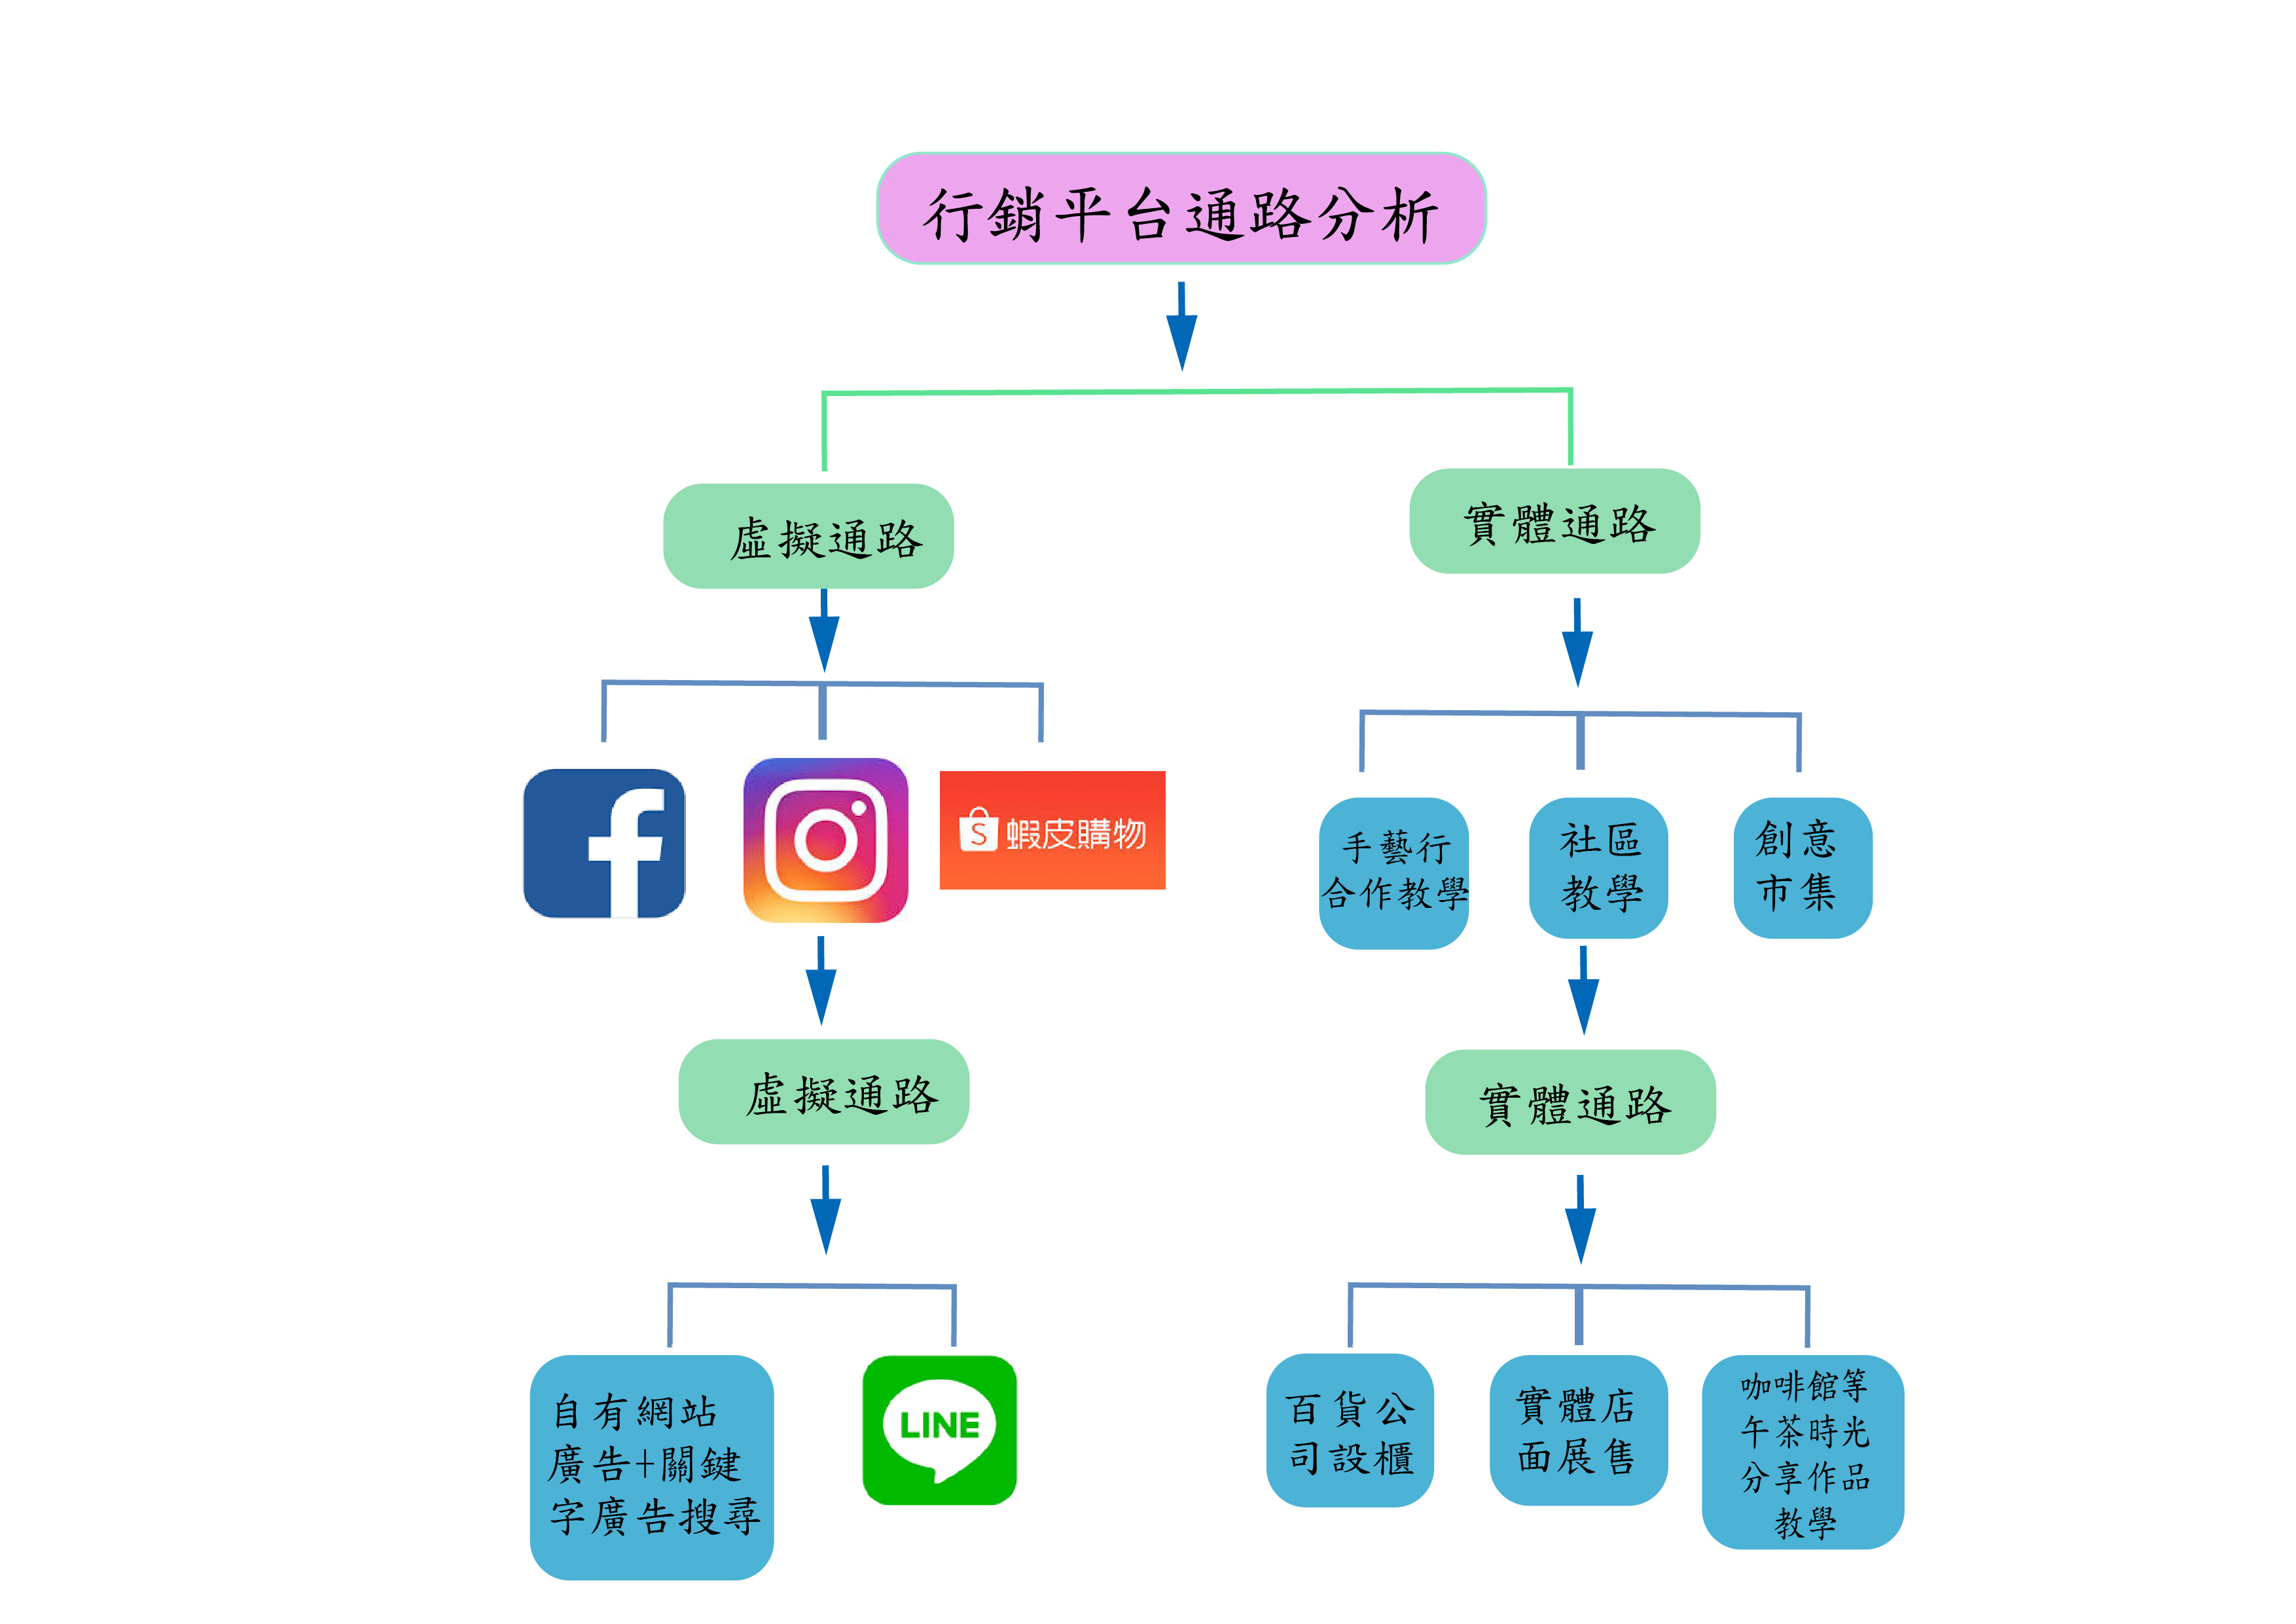 行銷平台通路分析
虛擬通路
實體通路
f
S 蝦皮購物
手藝行
合作教學
社區
教學
創意
市集
虛擬通路
實體通路
自有網站
廣告+關鍵
字廣告搜尋
LINE
百貨公
司設櫃
實體店
面展售
咖啡館等
午茶時光
分享作品
教學